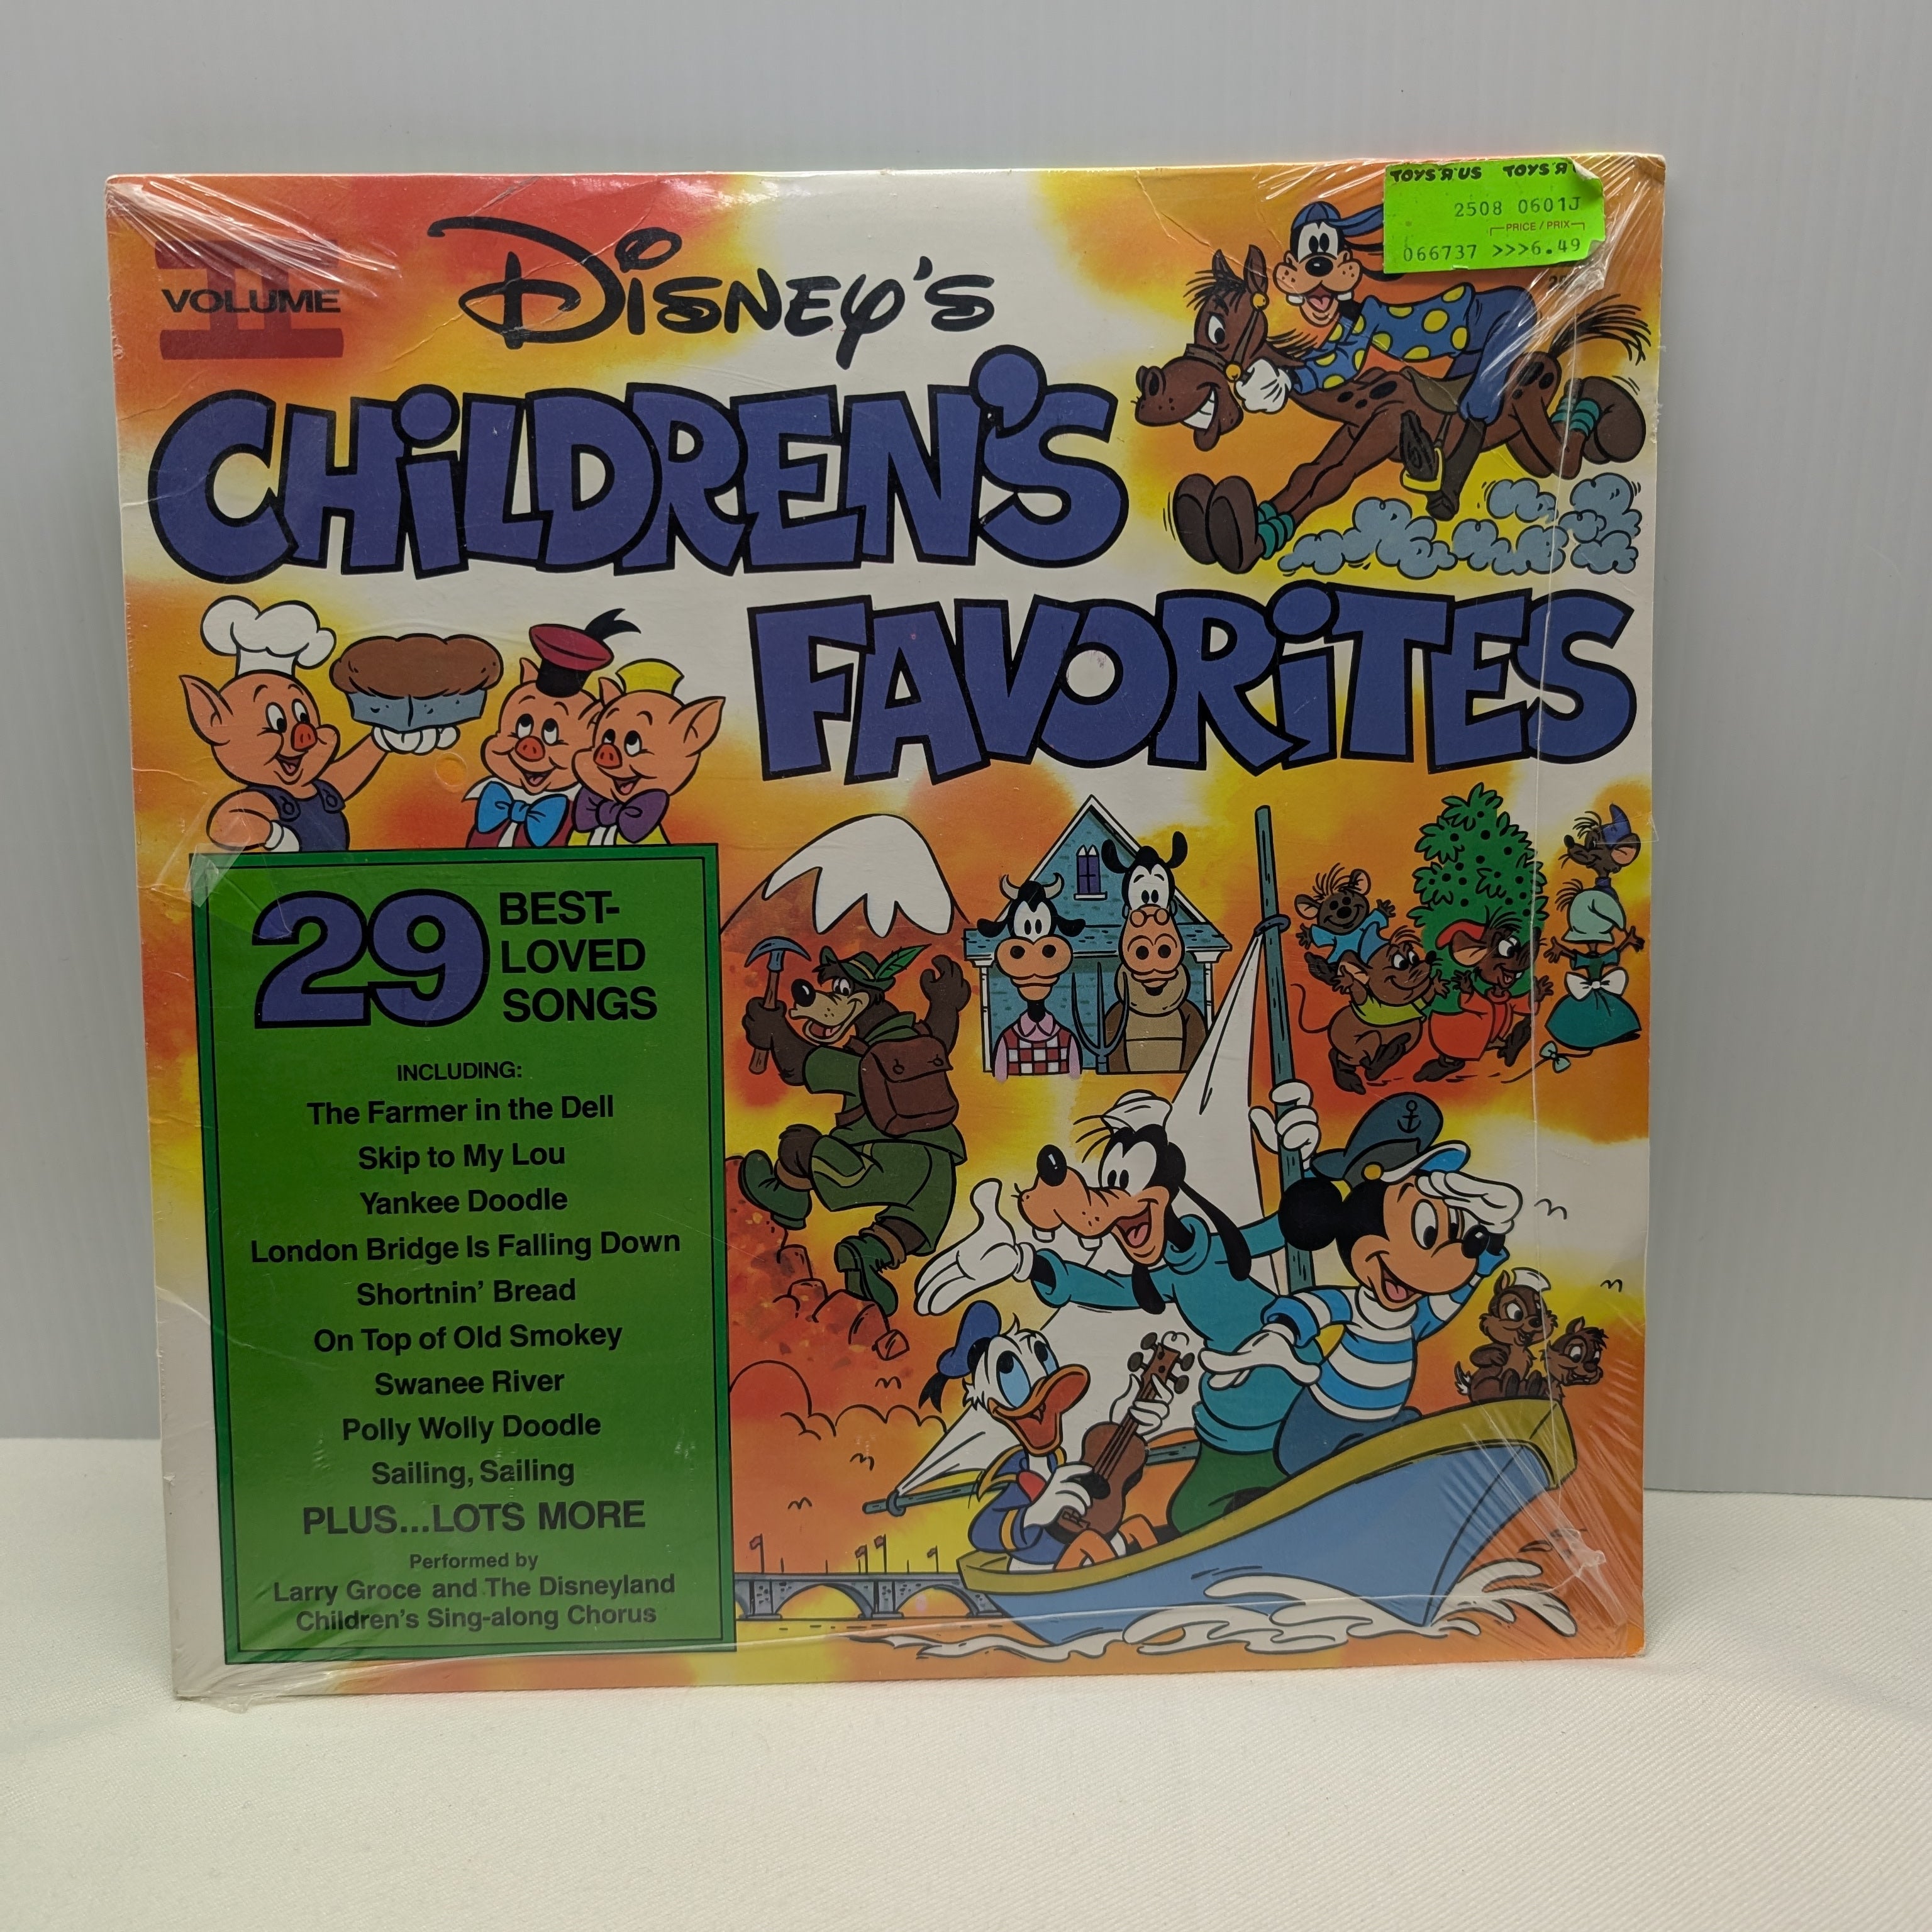 TOYS"R"US TOYS"R"
2508 0601J
PRICE / PRIX
066737 >>>6.49
II
VOLUME
DISNEY'S
CHiLDREN'S
FAVORiTES
29 BEST-
LOVED
SONGS
INCLUDING:
The Farmer in the Dell
Skip to My Lou
Yankee Doodle
London Bridge Is Falling Down
Shortnin' Bread
On Top of Old Smokey
Swanee River
Polly Wolly Doodle
Sailing, Sailing
PLUS...LOTS MORE
Performed by
Larry Groce and The Disneyland
Children's Sing-along Chorus